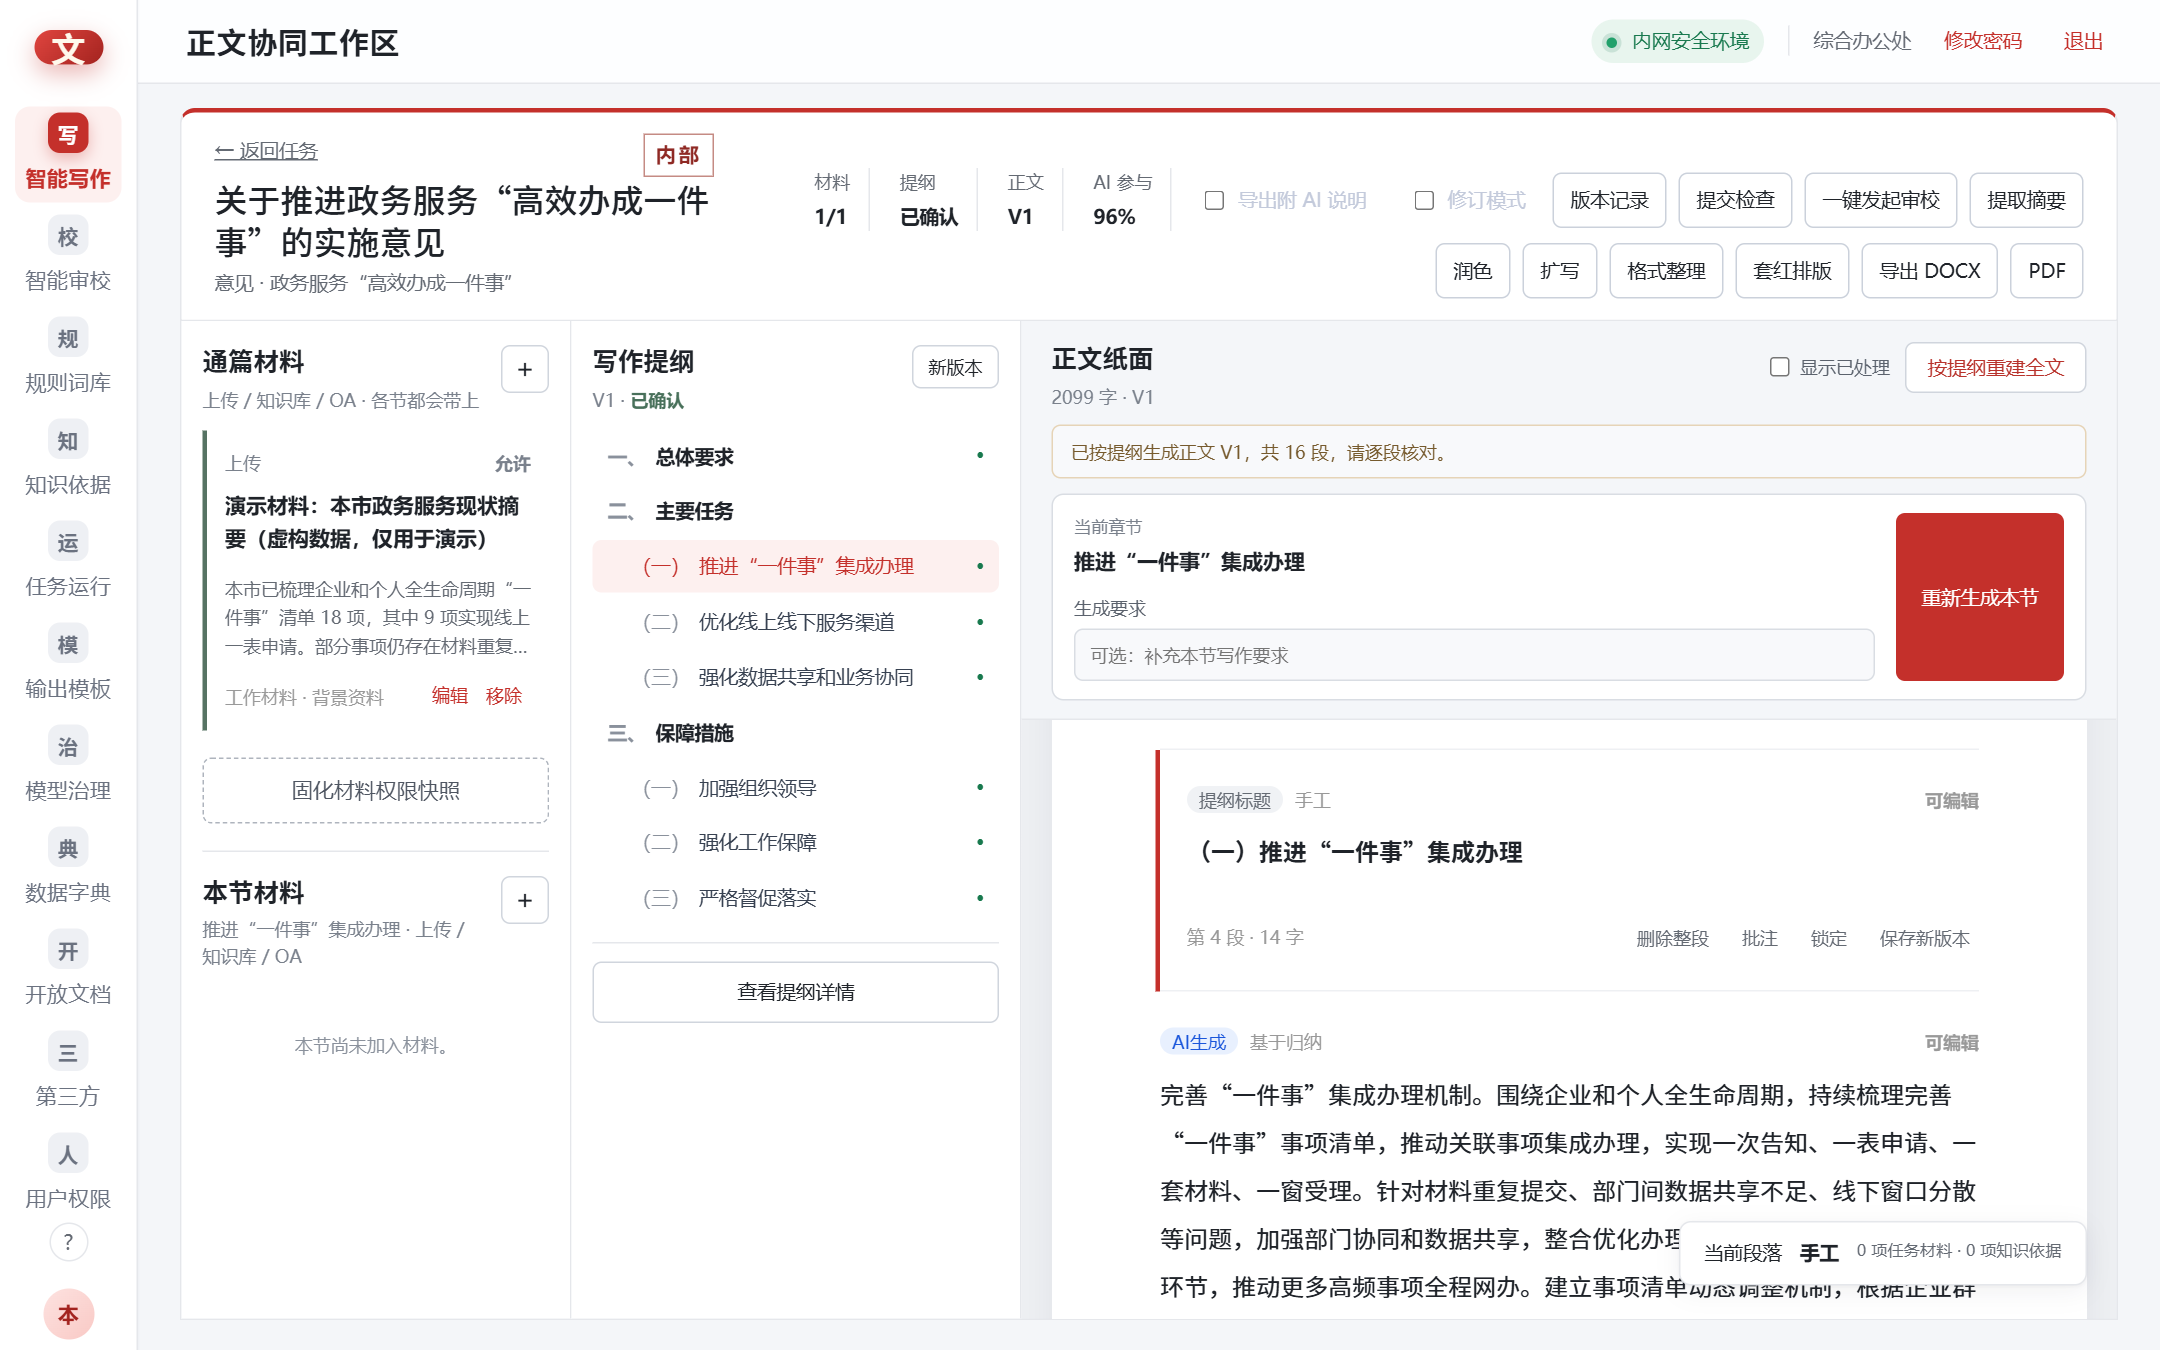 文
正文协同工作区
内网安全环境
综合办公处
修改密码
退出
写
智能写作
校
智能审校
规
规则词库
知
知识依据
运
任务运行
模
输出模板
治
模型治理
典
数据字典
开
开放文档
三
第三方
人
用户权限
?
本
← 返回任务
内部
关于推进政务服务“高效办成一件
事”的实施意见
意见 · 政务服务“高效办成一件事”
材料
1/1
提纲
已确认
正文
V1
AI 参与
96%
导出附 AI 说明
修订模式
版本记录
提交检查
一键发起审校
提取摘要
润色
扩写
格式整理
套红排版
导出 DOCX
PDF
通篇材料
+
上传 / 知识库 / OA · 各节都会带上
上传
允许
演示材料：本市政务服务现状摘
要（虚构数据，仅用于演示）
本市已梳理企业和个人全生命周期“一
件事”清单 18 项，其中 9 项实现线上
一表申请。部分事项仍存在材料重复...
工作材料 · 背景资料
编辑
移除
固化材料权限快照
本节材料
+
推进“一件事”集成办理 · 上传 /
知识库 / OA
本节尚未加入材料。
写作提纲
新版本
V1 · 已确认
一、 总体要求
二、 主要任务
（一） 推进“一件事”集成办理
（二） 优化线上线下服务渠道
（三） 强化数据共享和业务协同
三、 保障措施
（一） 加强组织领导
（二） 强化工作保障
（三） 严格督促落实
查看提纲详情
正文纸面
2099 字 · V1
显示已处理
按提纲重建全文
已按提纲生成正文 V1，共 16 段，请逐段核对。
当前章节
推进“一件事”集成办理
生成要求
可选：补充本节写作要求
重新生成本节
提纲标题
手工
可编辑
（一）推进“一件事”集成办理
第 4 段 · 14 字
删除整段
批注
锁定
保存新版本
AI生成
基于归纳
可编辑
完善“一件事”集成办理机制。围绕企业和个人全生命周期，持续梳理完善
“一件事”事项清单，推动关联事项集成办理，实现一次告知、一表申请、一
套材料、一窗受理。针对材料重复提交、部门间数据共享不足、线下窗口分散
等问题，加强部门协同和数据共享，整合优化办理
环节，推动更多高频事项全程网办。建立事项清单动态调整机制，根据企业群
当前段落
手工
0 项任务材料 · 0 项知识依据